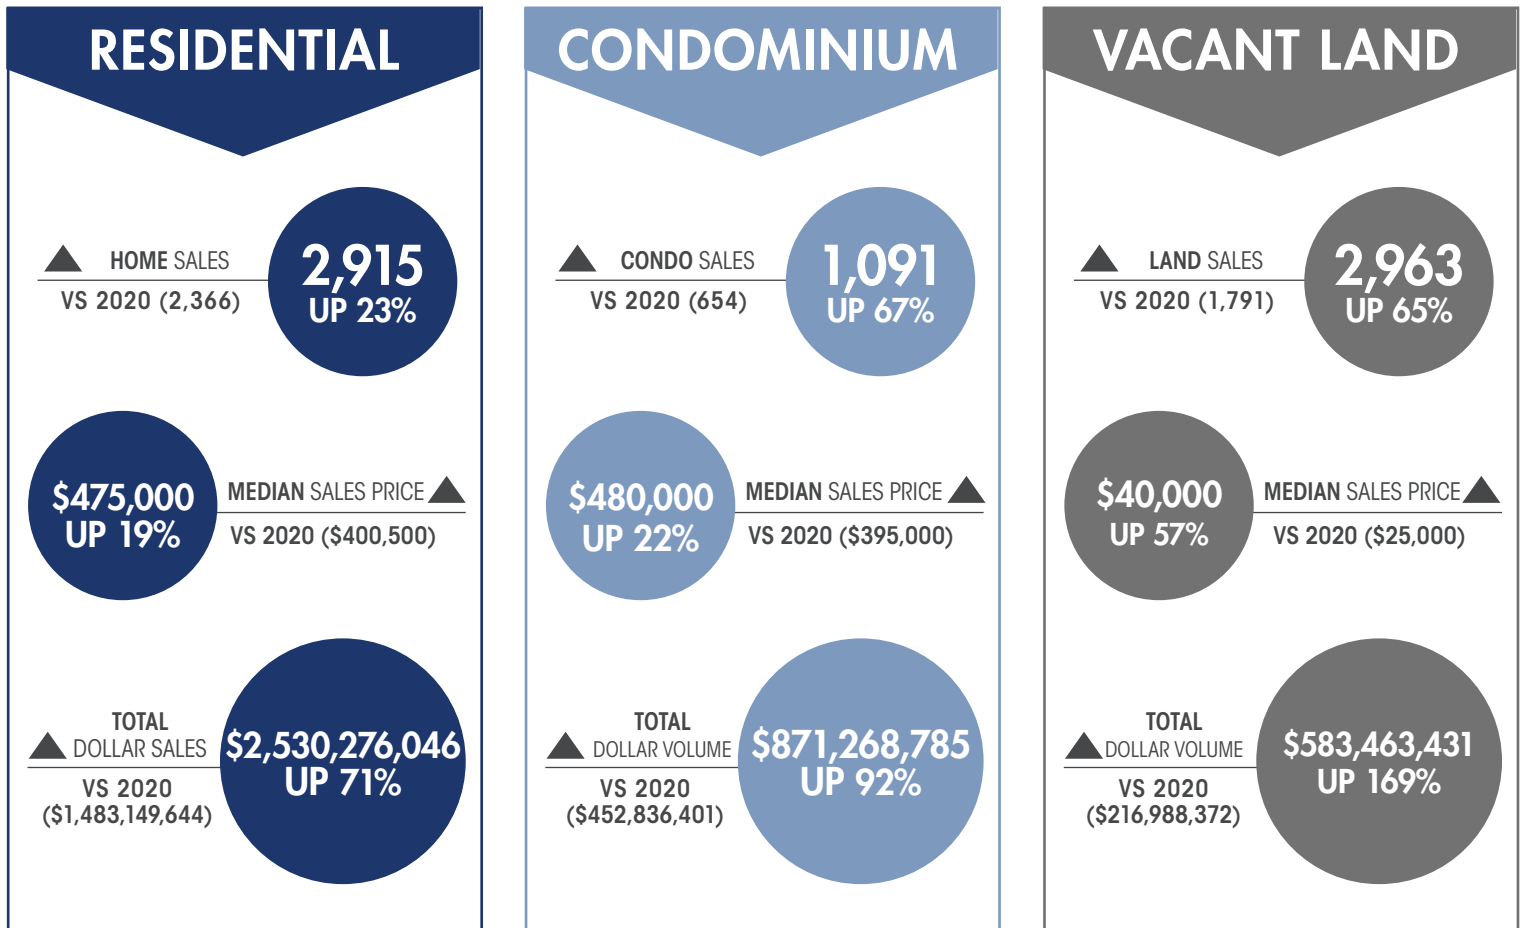 RESIDENTIAL
HOME SALES
VS 2020 (2,366)
2,915
UP 23%
$475,000
UP 19%
MEDIAN SALES PRICE
VS 2020 ($400,500)
TOTAL
DOLLAR SALES
VS 2020
($1,483,149,644)
$2,530,276,046
UP 71%
CONDOMINIUM
CONDO SALES
VS 2020 (654)
1,091
UP 67%
$480,000
UP 22%
MEDIAN SALES PRICE
VS 2020 ($395,000)
TOTAL
DOLLAR VOLUME
VS 2020
($452,836,401)
$871,268,785
UP 92%
VACANT LAND
LAND SALES
VS 2020 (1,791)
2,963
UP 65%
$40,000
UP 57%
MEDIAN SALES PRICE
VS 2020 ($25,000)
TOTAL
DOLLAR VOLUME
VS 2020
($216,988,372)
$583,463,431
UP 169%